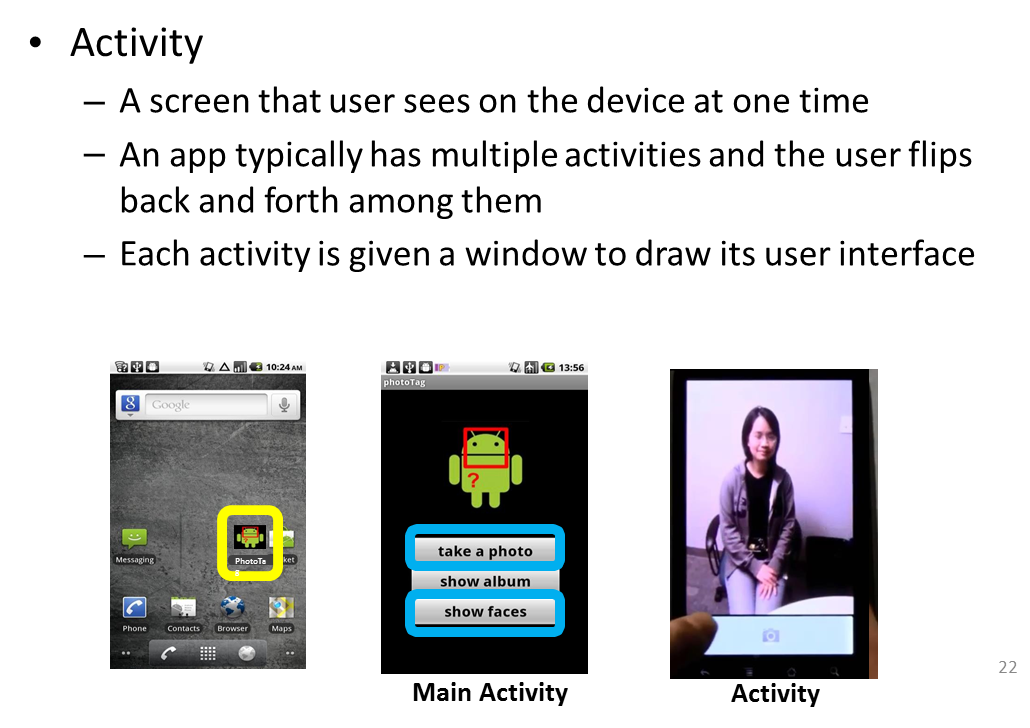 • Activity
– A screen that user sees on the device at one time
– An app typically has multiple activities and the user flips
back and forth among them
– Each activity is given a window to draw its user interface
10:24 AM
Google
Messaging
PhotoTa
ket
Phone
Contacts
Browser
Maps
13:56
photoTag
?
take a photo
show album
show faces
Main Activity
Activity
22